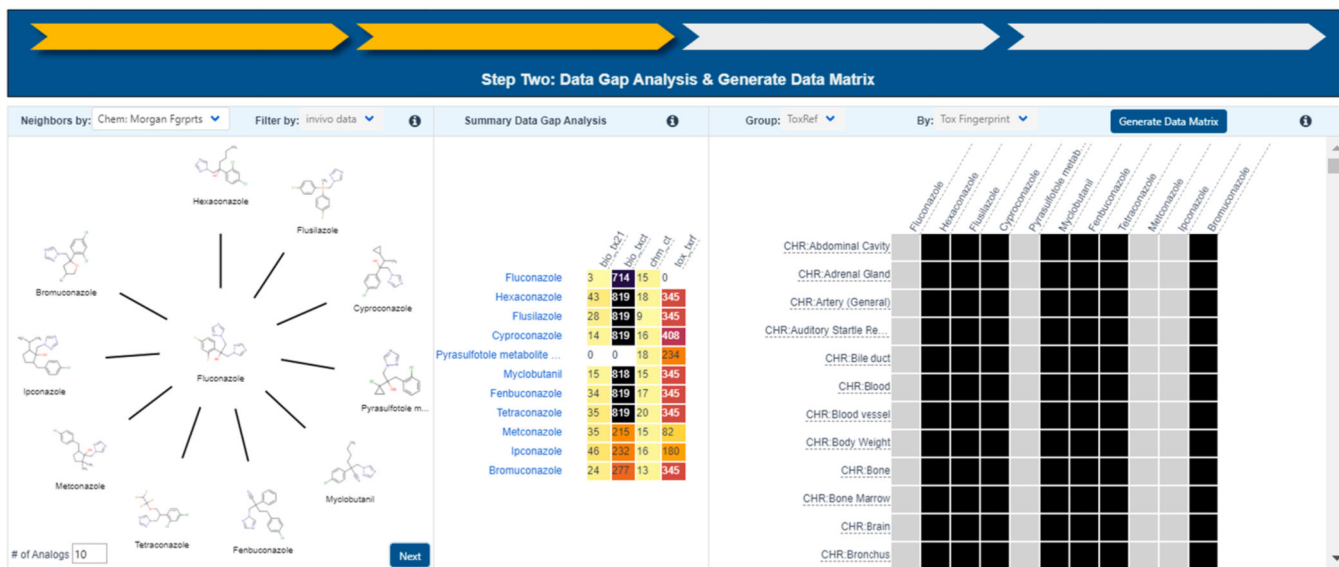 Step Two: Data Gap Analysis & Generate Data Matrix
Neighbors by: Chem: Morgan Fgrprts Filter by: invivo data
Summary Data Gap Analysis
Group: ToxRef By: Tox Fingerprint Generate Data Matrix
Hexaconazole
Flusilazole
Bromuconazole
Cyproconazole
Ipconazole
Fluconazole
Pyrasulfotole m...
Metconazole
Myclobutanil
Tetraconazole
Fenbuconazole
# of Analogs 10
Next
bio_tx21 bio_txct chm_ct tox_txrf
Fluconazole 3 714 15 0
Hexaconazole 43 819 18 345
Flusilazole 28 819 9 345
Cyproconazole 14 819 16 408
Pyrasulfotole metabolite ... 0 0 18 234
Myclobutanil 15 818 15 345
Fenbuconazole 34 819 17 345
Tetraconazole 35 819 20 345
Metconazole 35 215 15 82
Ipconazole 46 232 16 180
Bromuconazole 24 277 13 345
Fluconazole Hexaconazole Flusilazole Cyproconazole Pyrasulfotole metab... Myclobutanil Fenbuconazole Tetraconazole Metconazole Ipconazole Bromuconazole
CHR:Abdominal Cavity
CHR:Adrenal Gland
CHR:Artery (General)
CHR:Auditory Startle Re...
CHR:Bile duct
CHR:Blood
CHR:Blood vessel
CHR:Body Weight
CHR:Bone
CHR:Bone Marrow
CHR:Brain
CHR:Bronchus